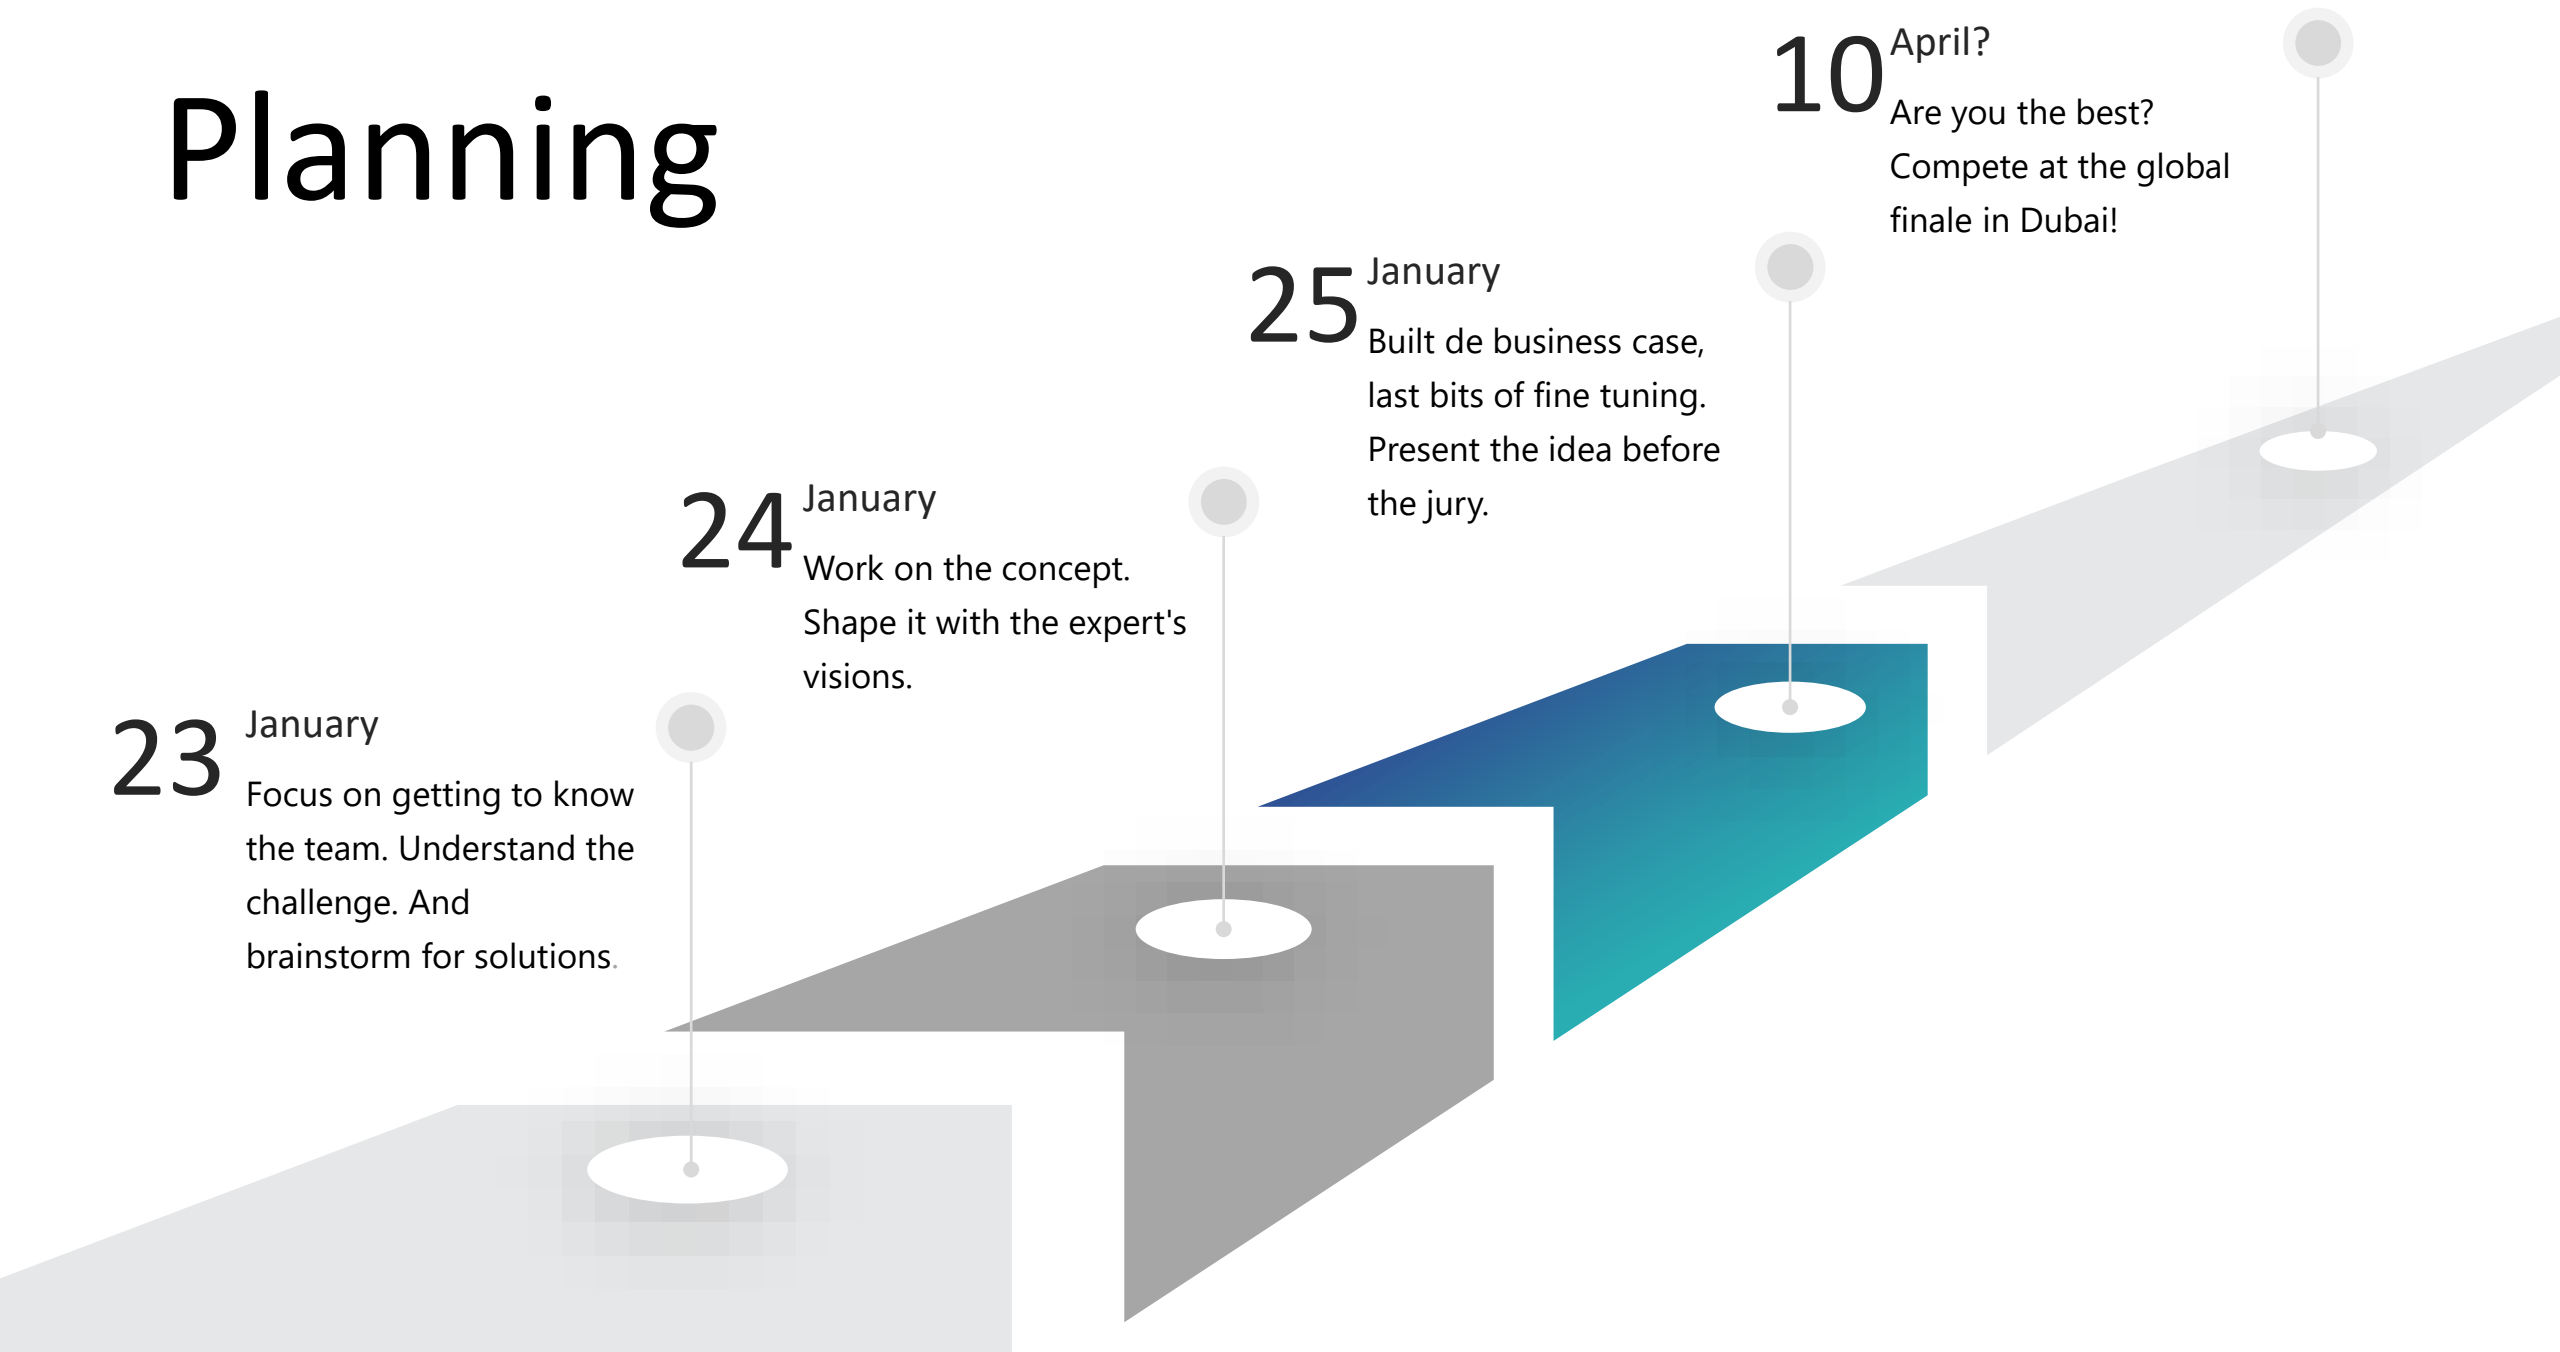 Planning
23 January
Focus on getting to know
the team. Understand the
challenge. And
brainstorm for solutions.
24 January
Work on the concept.
Shape it with the expert's
visions.
25 January
Built de business case,
last bits of fine tuning.
Present the idea before
the jury.
10 April?
Are you the best?
Compete at the global
finale in Dubai!